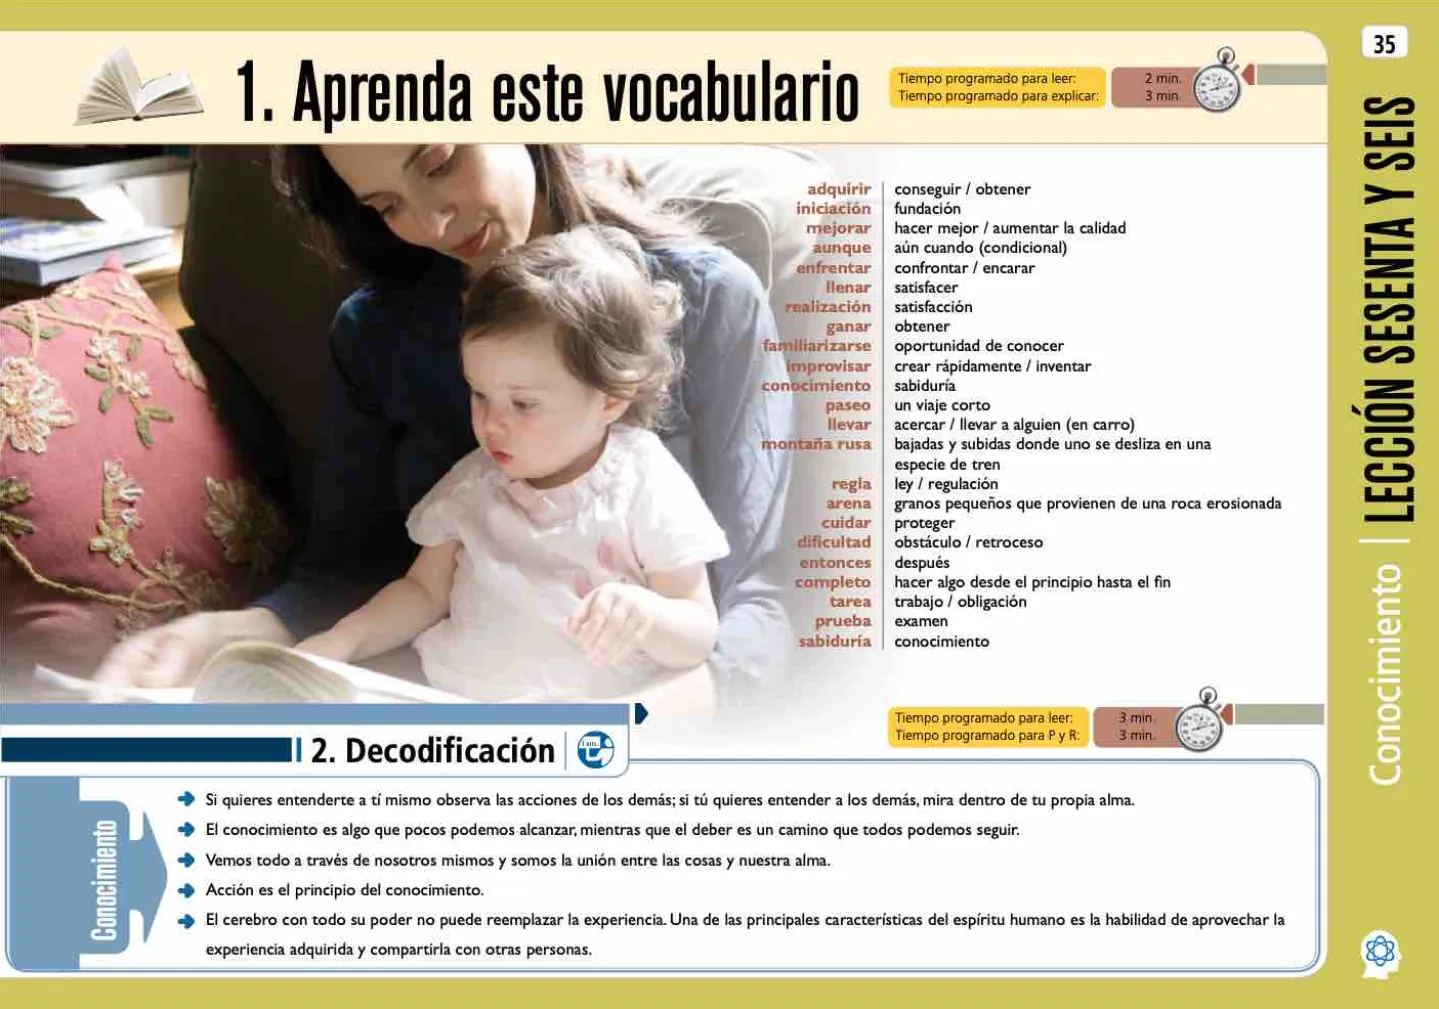 35
1. Aprenda este vocabulario
Tiempo programado para leer: 2 min.
Tiempo programado para explicar: 3 min.
adquirir conseguir / obtener
iniciación fundación
mejorar hacer mejor / aumentar la calidad
aunque aún cuando (condicional)
enfrentar confrontar / encarar
llenar satisfacer
realización satisfacción
ganar obtener
familiarizarse oportunidad de conocer
improvisar crear rápidamente / inventar
conocimiento sabiduría
paseo un viaje corto
llevar acercar / llevar a alguien (en carro)
montaña rusa bajadas y subidas donde uno se desliza en una
especie de tren
regla ley / regulación
arena granos pequeños que provienen de una roca erosionada
cuidar proteger
dificultad obstáculo / retroceso
entonces después
completo hacer algo desde el principio hasta el fin
tarea trabajo / obligación
prueba examen
sabiduría conocimiento
Tiempo programado para leer: 3 min.
Tiempo programado para P y R: 3 min.
2. Decodificación
Conocimiento
Si quieres entenderte a tí mismo observa las acciones de los demás; si tú quieres entender a los demás, mira dentro de tu propia alma.
El conocimiento es algo que pocos podemos alcanzar, mientras que el deber es un camino que todos podemos seguir.
Vemos todo a través de nosotros mismos y somos la unión entre las cosas y nuestra alma.
Acción es el principio del conocimiento.
El cerebro con todo su poder no puede reemplazar la experiencia. Una de las principales características del espíritu humano es la habilidad de aprovechar la
experiencia adquirida y compartirla con otras personas.
Conocimiento | LECCIÓN SESENTA Y SEIS